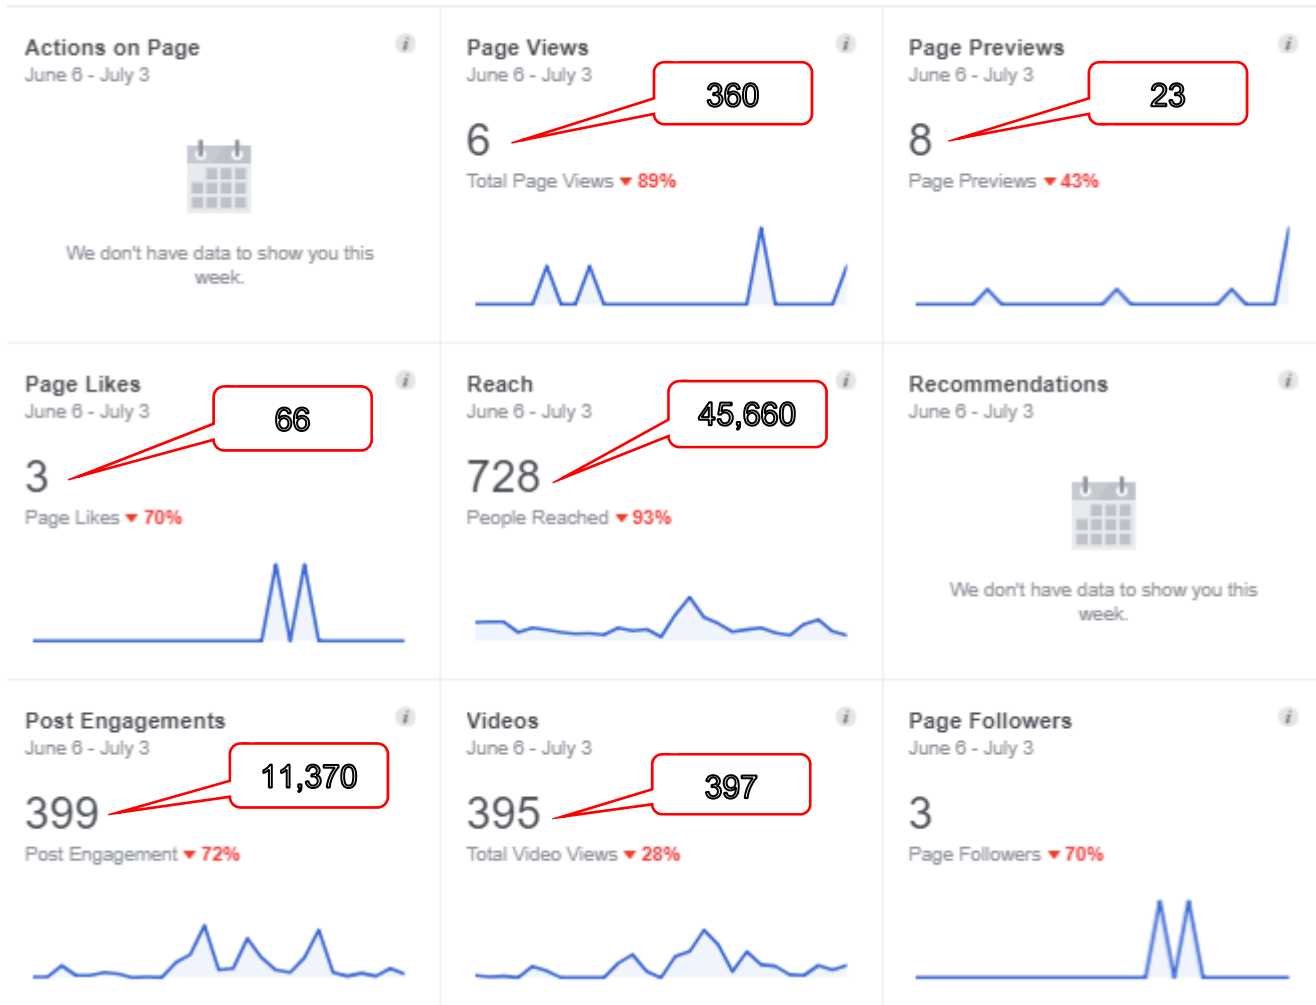 Actions on Page
June 6 - July 3
We don't have data to show you this
week.
Page Views
June 6 - July 3
360
6
Total Page Views ▼ 89%
Page Previews
June 6 - July 3
23
8
Page Previews ▼ 43%
Page Likes
June 6 - July 3
66
3
Page Likes ▼ 70%
Reach
June 6 - July 3
45,660
728
People Reached ▼ 93%
Recommendations
June 6 - July 3
We don't have data to show you this
week.
Post Engagements
June 6 - July 3
11,370
399
Post Engagement ▼ 72%
Videos
June 6 - July 3
397
395
Total Video Views ▼ 28%
Page Followers
June 6 - July 3
3
Page Followers ▼ 70%